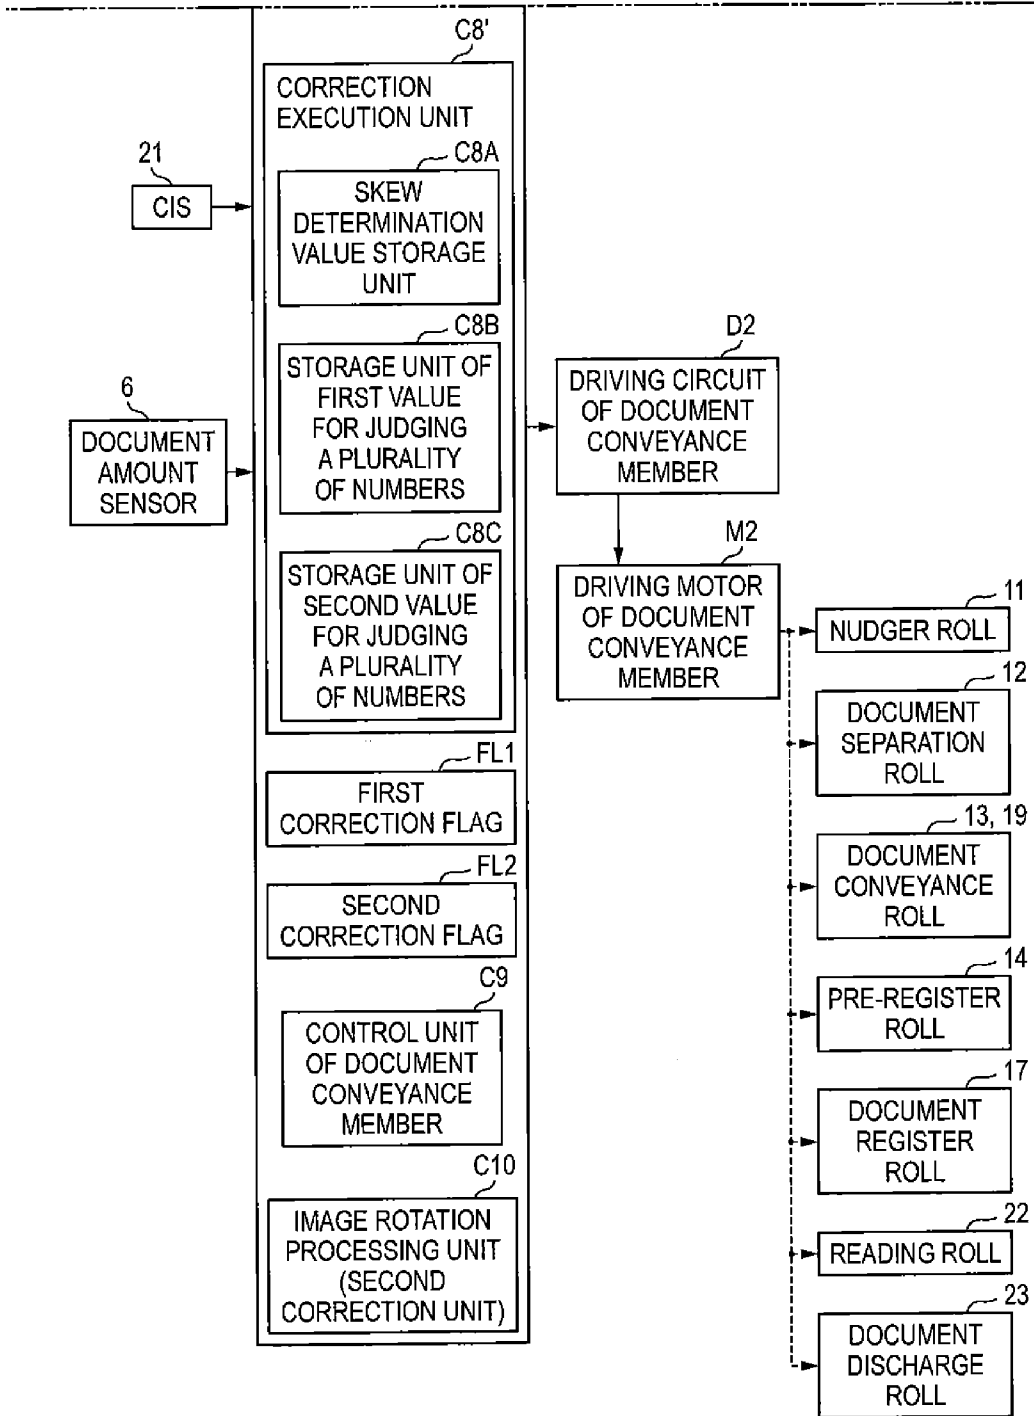 C8'
CORRECTION
EXECUTION UNIT
C8A
SKEW
DETERMINATION
VALUE STORAGE
UNIT
C8B
STORAGE UNIT OF
FIRST VALUE
FOR JUDGING
A PLURALITY
OF NUMBERS
C8C
STORAGE UNIT OF
SECOND VALUE
FOR JUDGING
A PLURALITY
OF NUMBERS
FL1
FIRST
CORRECTION FLAG
FL2
SECOND
CORRECTION FLAG
C9
CONTROL UNIT
OF DOCUMENT
CONVEYANCE
MEMBER
C10
IMAGE ROTATION
PROCESSING UNIT
(SECOND
CORRECTION UNIT)
21
CIS
6
DOCUMENT
AMOUNT
SENSOR
D2
DRIVING CIRCUIT
OF DOCUMENT
CONVEYANCE
MEMBER
M2
DRIVING MOTOR
OF DOCUMENT
CONVEYANCE
MEMBER
11
NUDGER ROLL
12
DOCUMENT
SEPARATION
ROLL
13, 19
DOCUMENT
CONVEYANCE
ROLL
14
PRE-REGISTER
ROLL
17
DOCUMENT
REGISTER
ROLL
22
READING ROLL
23
DOCUMENT
DISCHARGE
ROLL